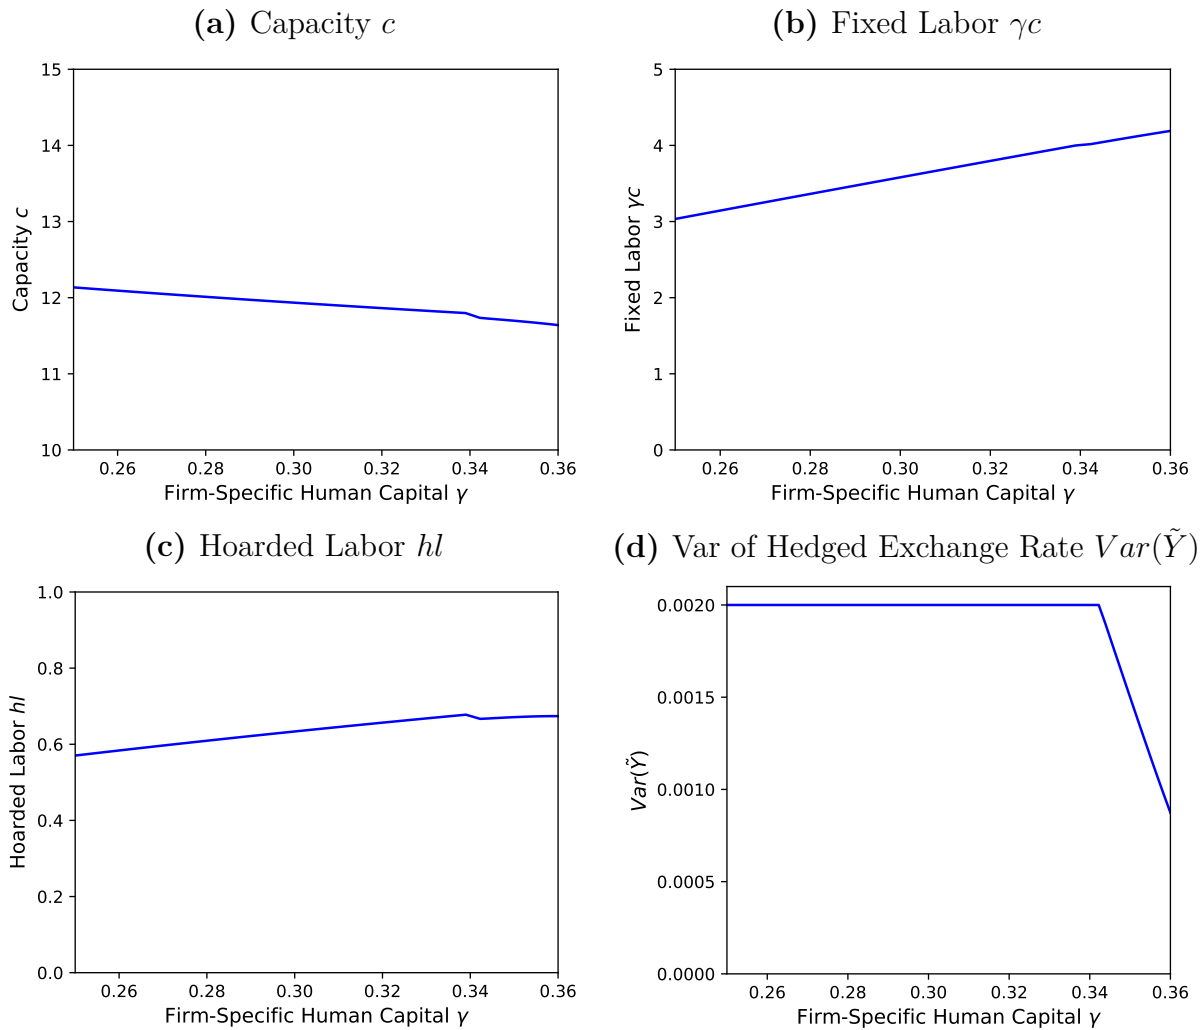 (a) Capacity c
15
14
13
12
11
10
Capacity c
0.26 0.28 0.30 0.32 0.34 0.36
Firm-Specific Human Capital γ
(b) Fixed Labor γc
5
4
3
2
1
0
Fixed Labor γc
0.26 0.28 0.30 0.32 0.34 0.36
Firm-Specific Human Capital γ
(c) Hoarded Labor hl
1.0
0.8
0.6
0.4
0.2
0.0
Hoarded Labor hl
0.26 0.28 0.30 0.32 0.34 0.36
Firm-Specific Human Capital γ
(d) Var of Hedged Exchange Rate Var(Ỹ)
0.0020
0.0015
0.0010
0.0005
0.0000
Var(Ỹ)
0.26 0.28 0.30 0.32 0.34 0.36
Firm-Specific Human Capital γ